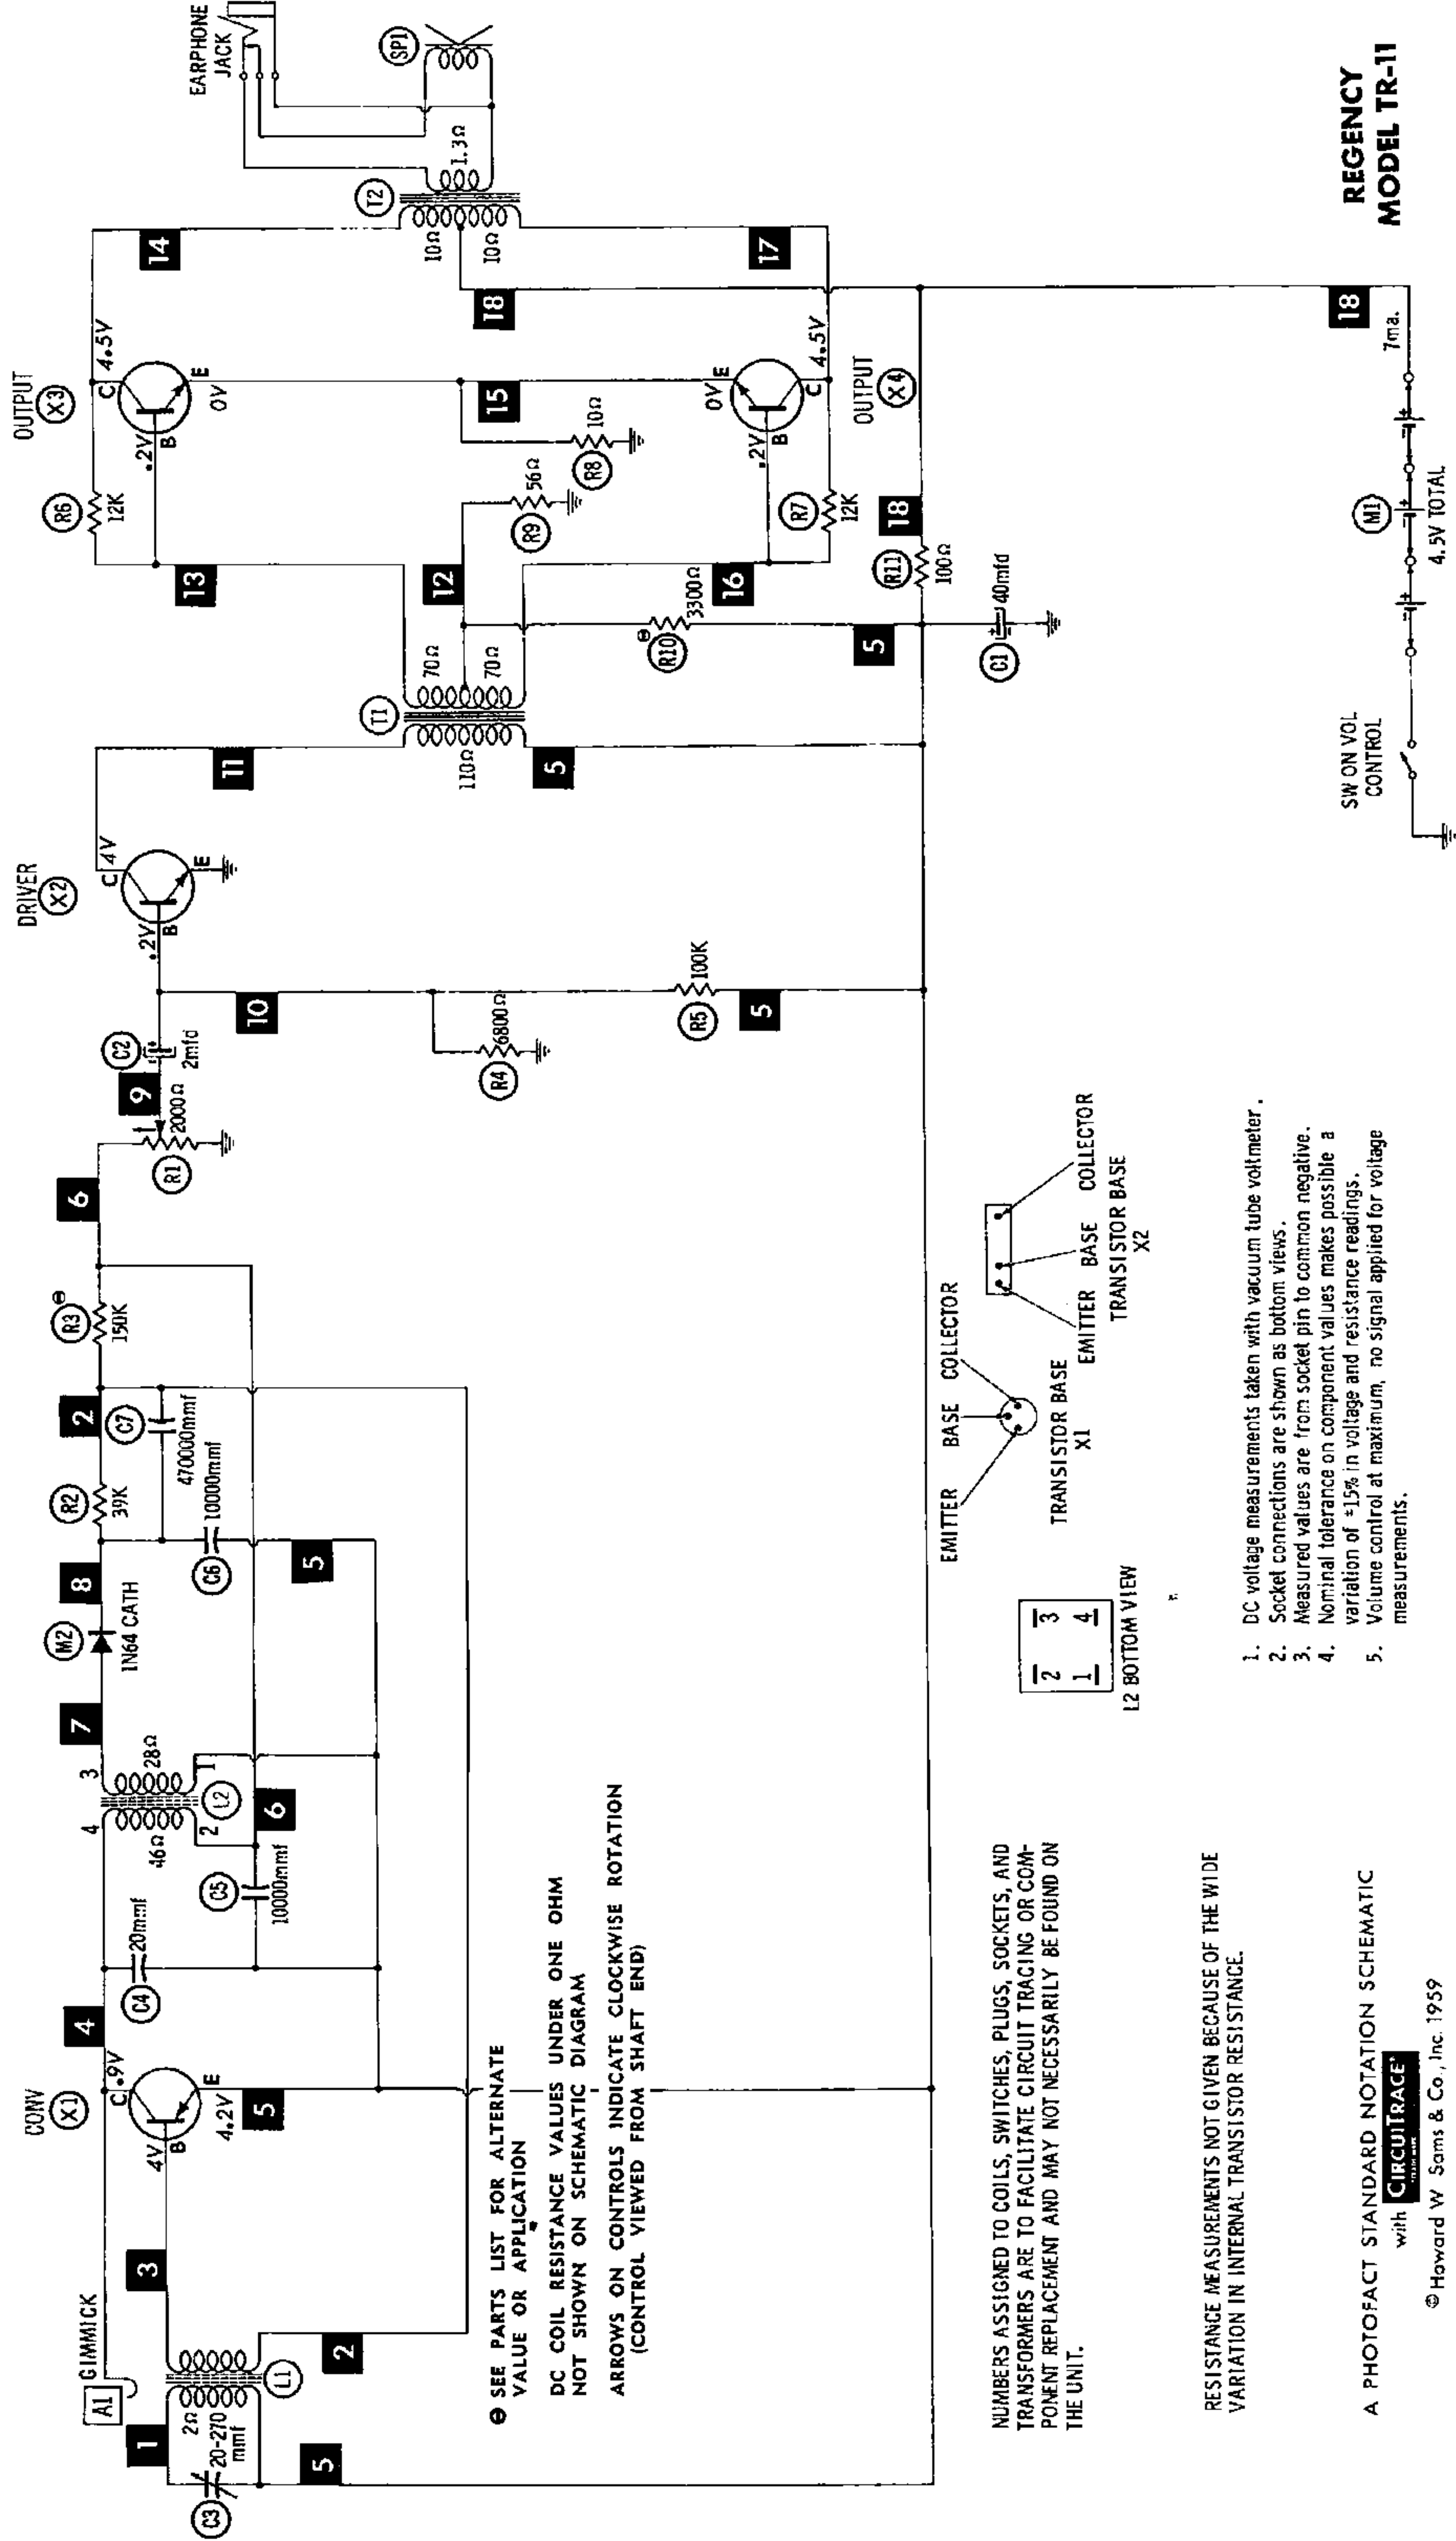 CONV
X1
DRIVER
X2
OUTPUT
X3
EARPHONE
JACK
A1
GIMMICK
4
C .9V
4V
B
E
4.2V
5
C4
20mmf
4
3
46Ω
28Ω
2
1
L2
7
M2
1N64 CATH
8
R2
39K
2
R3
150K
6
C7
470000mmf
C6
10000mmf
5
C5
10000mmf
6
R1
2000Ω
9
C2
2mfd
10
.2V
B
C 4V
E
11
R4
6800Ω
R5
100K
5
T1
110Ω
70Ω
70Ω
5
12
13
R6
12K
.2V
B
C 4.5V
E
0V
14
15
R9
56Ω
R8
10Ω
R10
3300Ω
16
5
C1
40mfd
R11
100Ω
18
R7
12K
.2V
B
0V
E
C 4.5V
OUTPUT
X4
17
18
T2
10Ω
10Ω
1.3Ω
SP1
1
C3
20-270
mmf
2Ω
L1
3
2
5
⊖ SEE PARTS LIST FOR ALTERNATE
VALUE OR APPLICATION
DC COIL RESISTANCE VALUES UNDER ONE OHM
NOT SHOWN ON SCHEMATIC DIAGRAM
ARROWS ON CONTROLS INDICATE CLOCKWISE ROTATION
(CONTROL VIEWED FROM SHAFT END)
NUMBERS ASSIGNED TO COILS, SWITCHES, PLUGS, SOCKETS, AND
TRANSFORMERS ARE TO FACILITATE CIRCUIT TRACING OR COM-
PONENT REPLACEMENT AND MAY NOT NECESSARILY BE FOUND ON
THE UNIT.
RESISTANCE MEASUREMENTS NOT GIVEN BECAUSE OF THE WIDE
VARIATION IN INTERNAL TRANSISTOR RESISTANCE.
A PHOTOFACT STANDARD NOTATION SCHEMATIC
with CIRCUITRACE
© Howard W Sams & Co., Inc. 1959
2 3
1 4
L2 BOTTOM VIEW
EMITTER BASE COLLECTOR
TRANSISTOR BASE
X1
EMITTER BASE COLLECTOR
TRANSISTOR BASE
X2
1. DC voltage measurements taken with vacuum tube voltmeter.
2. Socket connections are shown as bottom views.
3. Measured values are from socket pin to common negative.
4. Nominal tolerance on component values makes possible a
variation of ±15% in voltage and resistance readings.
5. Volume control at maximum, no signal applied for voltage
measurements.
SW ON VOL
CONTROL
M1
4.5V TOTAL
7ma.
18
REGENCY
MODEL TR-11